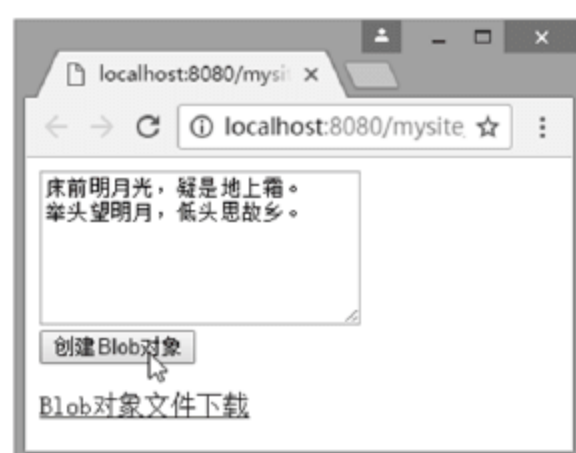 localhost:8080/mysi
localhost:8080/mysite
床前明月光，疑是地上霜。
举头望明月，低头思故乡。
创建Blob对象
Blob对象文件下载